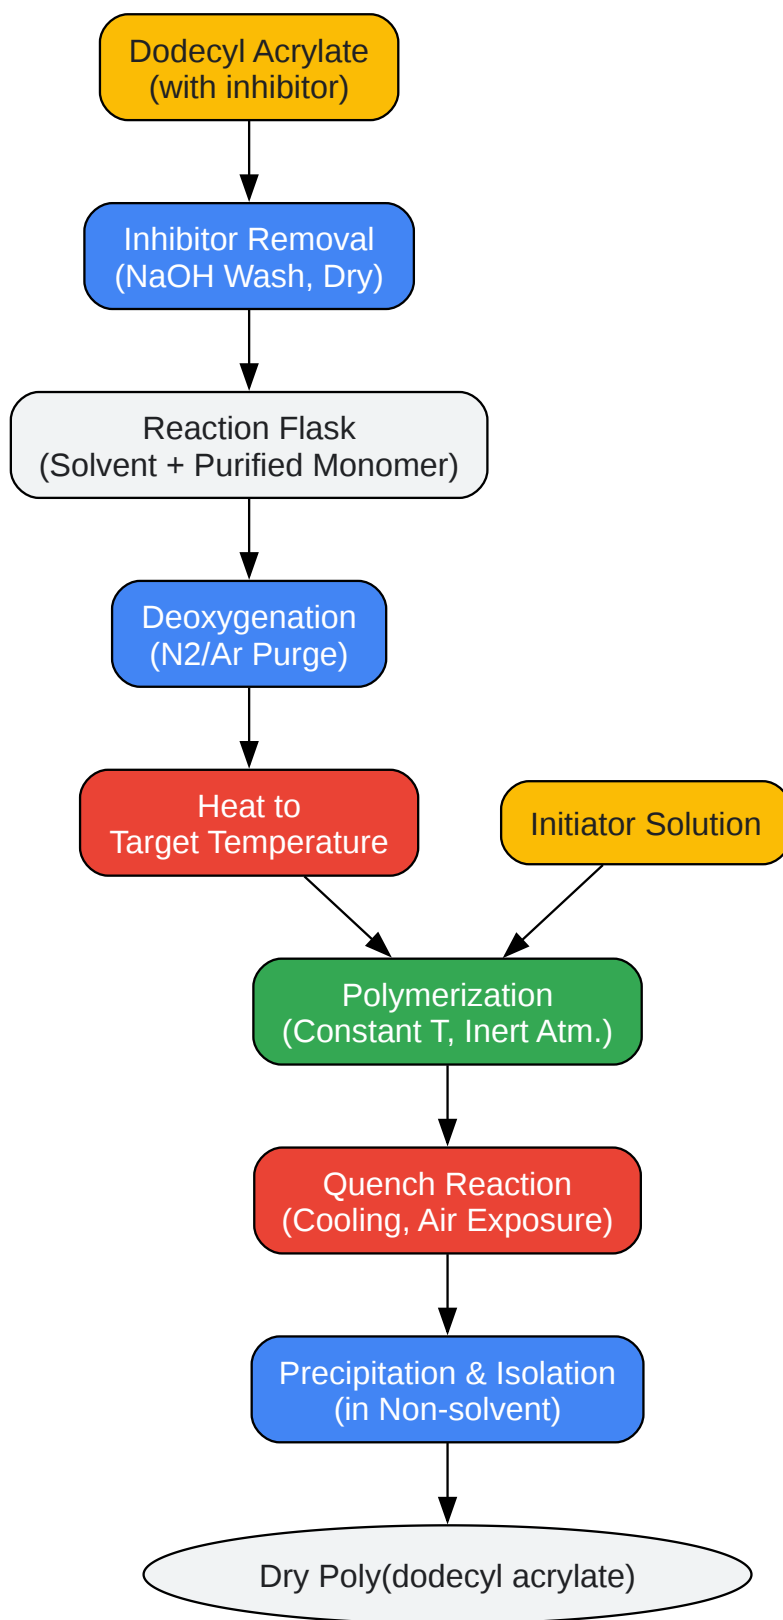 Dodecyl Acrylate
(with inhibitor)
Inhibitor Removal
(NaOH Wash, Dry)
Reaction Flask
(Solvent + Purified Monomer)
Deoxygenation
(N2/Ar Purge)
Heat to
Target Temperature
Initiator Solution
Polymerization
(Constant T, Inert Atm.)
Quench Reaction
(Cooling, Air Exposure)
Precipitation & Isolation
(in Non-solvent)
Dry Poly(dodecyl acrylate)